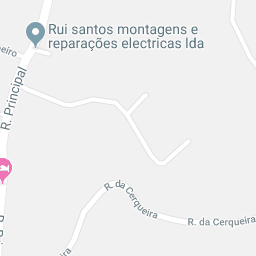 Rui santos montagens e
reparações electricas lda
eiro
R. Principal
R. da Cerqueira
R. da Cerqueira